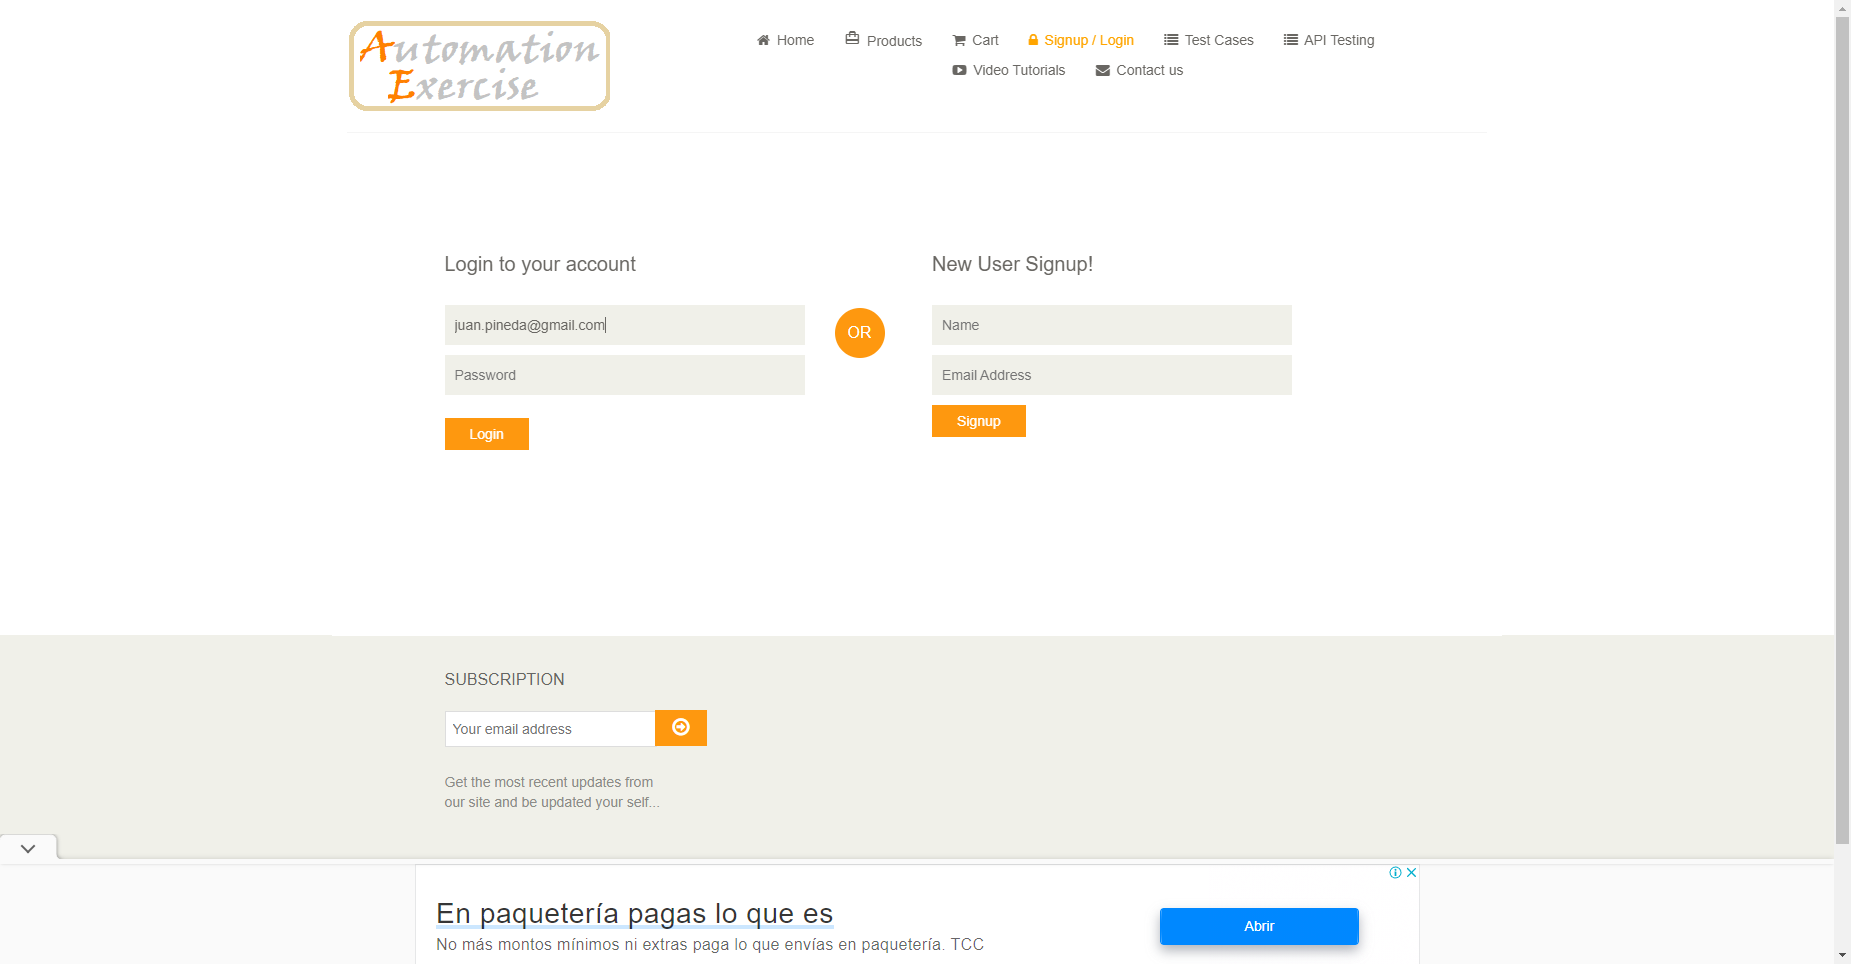 Automation
Exercise
Home
Products
Cart
Signup / Login
Test Cases
API Testing
Video Tutorials
Contact us
Login to your account
juan.pineda@gmail.com
Password
Login
OR
New User Signup!
Name
Email Address
Signup
SUBSCRIPTION
Your email address
Get the most recent updates from
our site and be updated your self...
En paquetería pagas lo que es
No más montos mínimos ni extras paga lo que envías en paquetería. TCC
Abrir